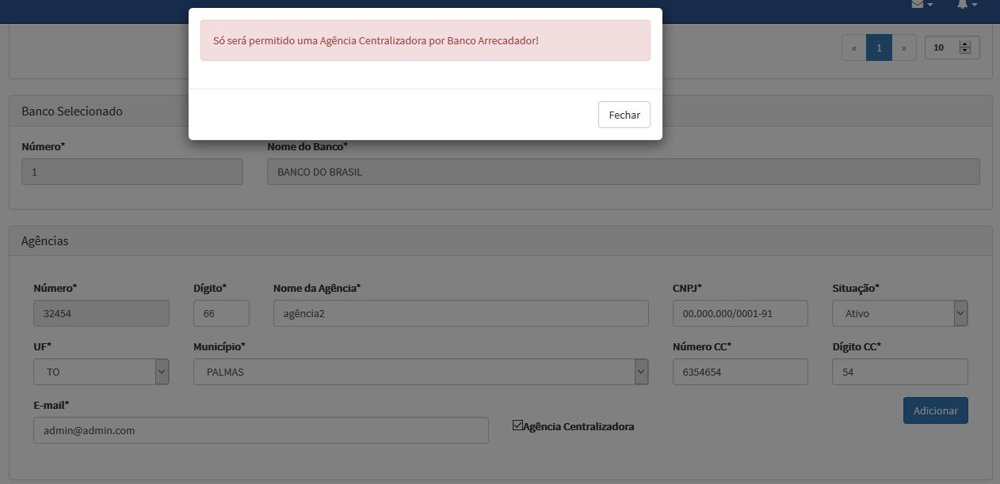 Só será permitido uma Agência Centralizadora por Banco Arrecadador!
« 1 » 10
Fechar
Banco Selecionado
Número* Nome do Banco*
1 BANCO DO BRASIL
Agências
Número* Dígito* Nome da Agência* CNPJ* Situação*
32454 66 agência2 00.000.000/0001-91 Ativo
UF* Município* Número CC* Dígito CC*
TO PALMAS 6354654 54
E-mail*
Adicionar
admin@admin.com Agência Centralizadora